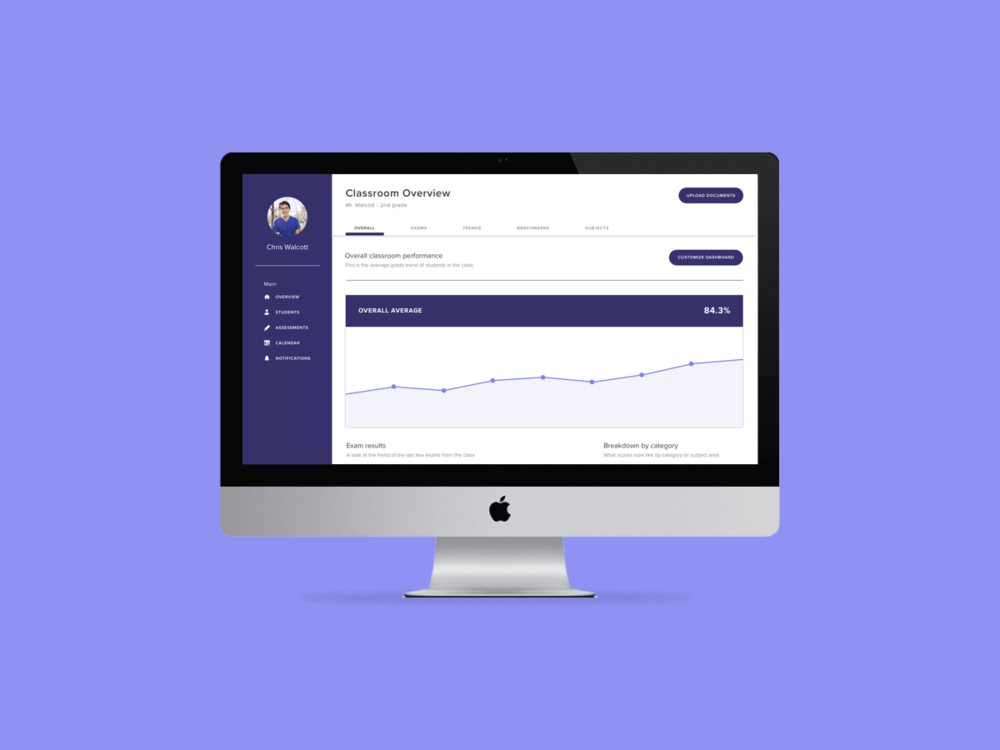 Chris Walcott
Main
OVERVIEW
STUDENTS
ASSESSMENTS
CALENDAR
NOTIFICATIONS
Classroom Overview
Mr. Walcott - 2nd grade
UPLOAD DOCUMENTS
OVERALL
EXAMS
TRENDS
BENCHMARKS
SUBJECTS
Overall classroom performance
This is the average grade trend of students in the class
CUSTOMIZE DASHBOARD
OVERALL AVERAGE
84.3%
Exam results
A look at the trend of the last few exams from the class
Breakdown by category
What scores look like by category or subject area